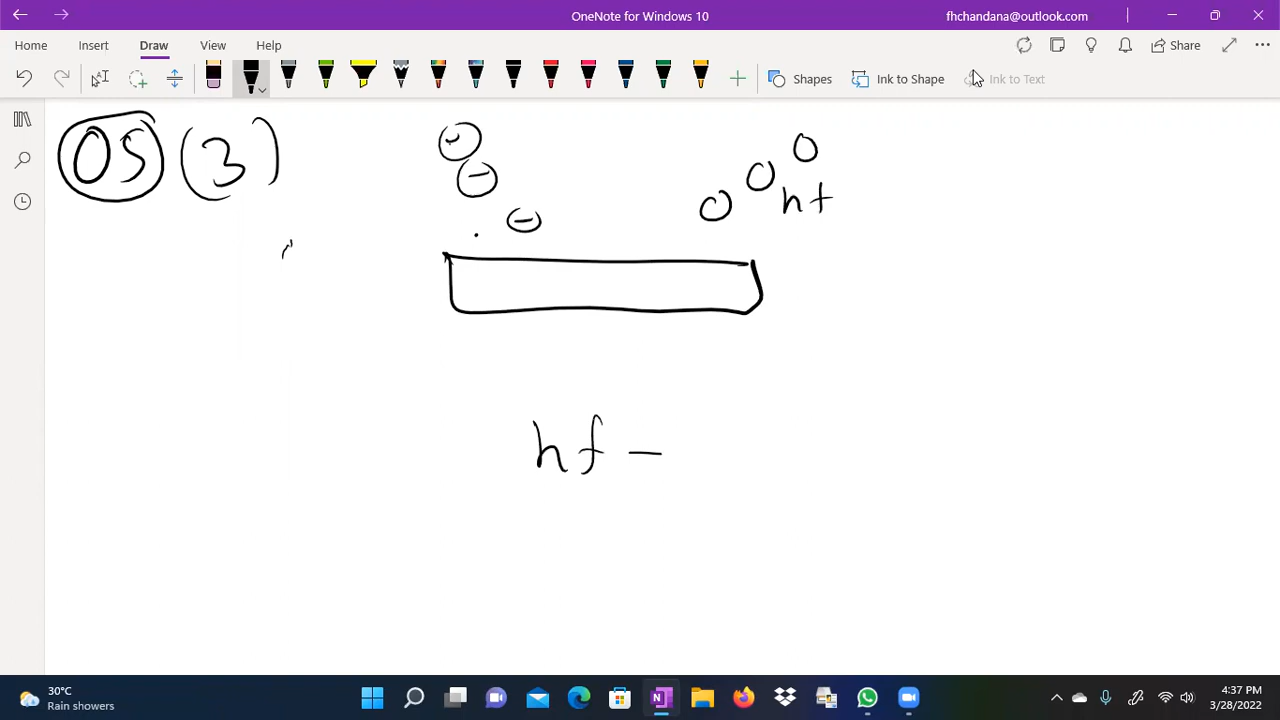 OneNote for Windows 10
fhchandana@outlook.com
Home Insert Draw View Help
Share
Shapes Ink to Shape Ink to Text
05 (3)
hf
hf –
30°C
Rain showers
4:37 PM
3/28/2022